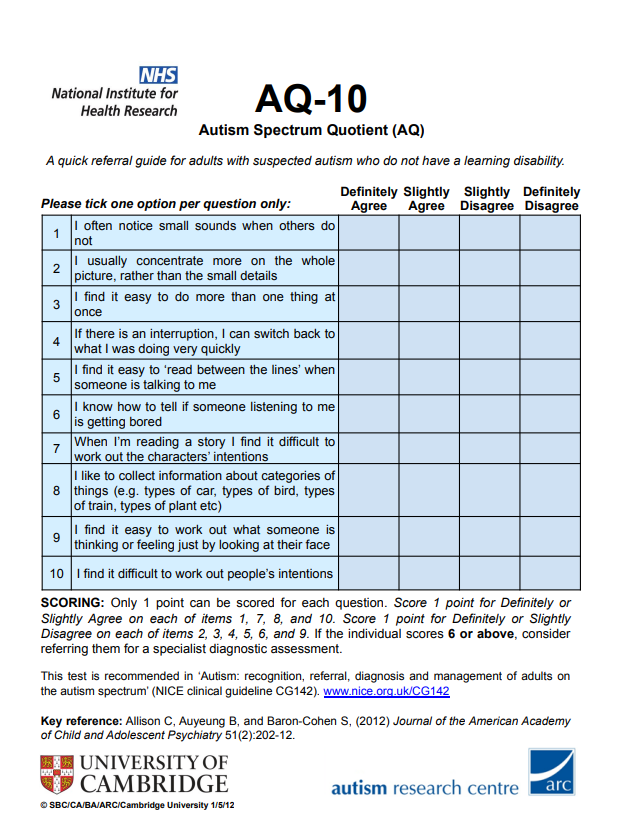 NHS
National Institute for
Health Research
AQ-10
Autism Spectrum Quotient (AQ)
A quick referral guide for adults with suspected autism who do not have a learning disability.
Please tick one option per question only:
Definitely Agree
Slightly Agree
Slightly Disagree
Definitely Disagree
1
I often notice small sounds when others do
not
2
I usually concentrate more on the whole
picture, rather than the small details
3
I find it easy to do more than one thing at
once
4
If there is an interruption, I can switch back to
what I was doing very quickly
5
I find it easy to ‘read between the lines’ when
someone is talking to me
6
I know how to tell if someone listening to me
is getting bored
7
When I’m reading a story I find it difficult to
work out the characters’ intentions
8
I like to collect information about categories of
things (e.g. types of car, types of bird, types
of train, types of plant etc)
9
I find it easy to work out what someone is
thinking or feeling just by looking at their face
10
I find it difficult to work out people’s intentions
SCORING: Only 1 point can be scored for each question. Score 1 point for Definitely or
Slightly Agree on each of items 1, 7, 8, and 10. Score 1 point for Definitely or Slightly
Disagree on each of items 2, 3, 4, 5, 6, and 9. If the individual scores 6 or above, consider
referring them for a specialist diagnostic assessment.
This test is recommended in ‘Autism: recognition, referral, diagnosis and management of adults on
the autism spectrum’ (NICE clinical guideline CG142). www.nice.org.uk/CG142
Key reference: Allison C, Auyeung B, and Baron-Cohen S, (2012) Journal of the American Academy
of Child and Adolescent Psychiatry 51(2):202-12.
UNIVERSITY OF
CAMBRIDGE
autism research centre
arc
© SBC/CA/BA/ARC/Cambridge University 1/5/12